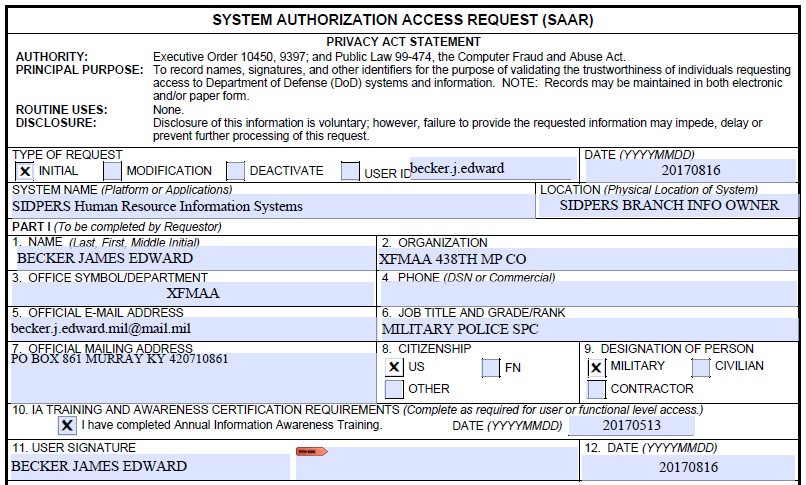 SYSTEM AUTHORIZATION ACCESS REQUEST (SAAR)
PRIVACY ACT STATEMENT
AUTHORITY: Executive Order 10450, 9397; and Public Law 99-474, the Computer Fraud and Abuse Act.
PRINCIPAL PURPOSE: To record names, signatures, and other identifiers for the purpose of validating the trustworthiness of individuals requesting
access to Department of Defense (DoD) systems and information. NOTE: Records may be maintained in both electronic
and/or paper form.
ROUTINE USES: None.
DISCLOSURE: Disclosure of this information is voluntary; however, failure to provide the requested information may impede, delay or
prevent further processing of this request.
TYPE OF REQUEST DATE (YYYYMMDD)
X INITIAL MODIFICATION DEACTIVATE USER ID becker.j.edward 20170816
SYSTEM NAME (Platform or Applications) LOCATION (Physical Location of System)
SIDPERS Human Resource Information Systems SIDPERS BRANCH INFO OWNER
PART I (To be completed by Requestor)
1. NAME (Last, First, Middle Initial) 2. ORGANIZATION
BECKER JAMES EDWARD XFMAA 438TH MP CO
3. OFFICE SYMBOL/DEPARTMENT 4. PHONE (DSN or Commercial)
XFMAA
5. OFFICIAL E-MAIL ADDRESS 6. JOB TITLE AND GRADE/RANK
becker.j.edward.mil@mail.mil MILITARY POLICE SPC
7. OFFICIAL MAILING ADDRESS 8. CITIZENSHIP 9. DESIGNATION OF PERSON
PO BOX 861 MURRAY KY 420710861 X US FN X MILITARY CIVILIAN
OTHER CONTRACTOR
10. IA TRAINING AND AWARENESS CERTIFICATION REQUIREMENTS (Complete as required for user or functional level access.)
X I have completed Annual Information Awareness Training. DATE (YYYYMMDD) 20170513
11. USER SIGNATURE 12. DATE (YYYYMMDD)
BECKER JAMES EDWARD 20170816